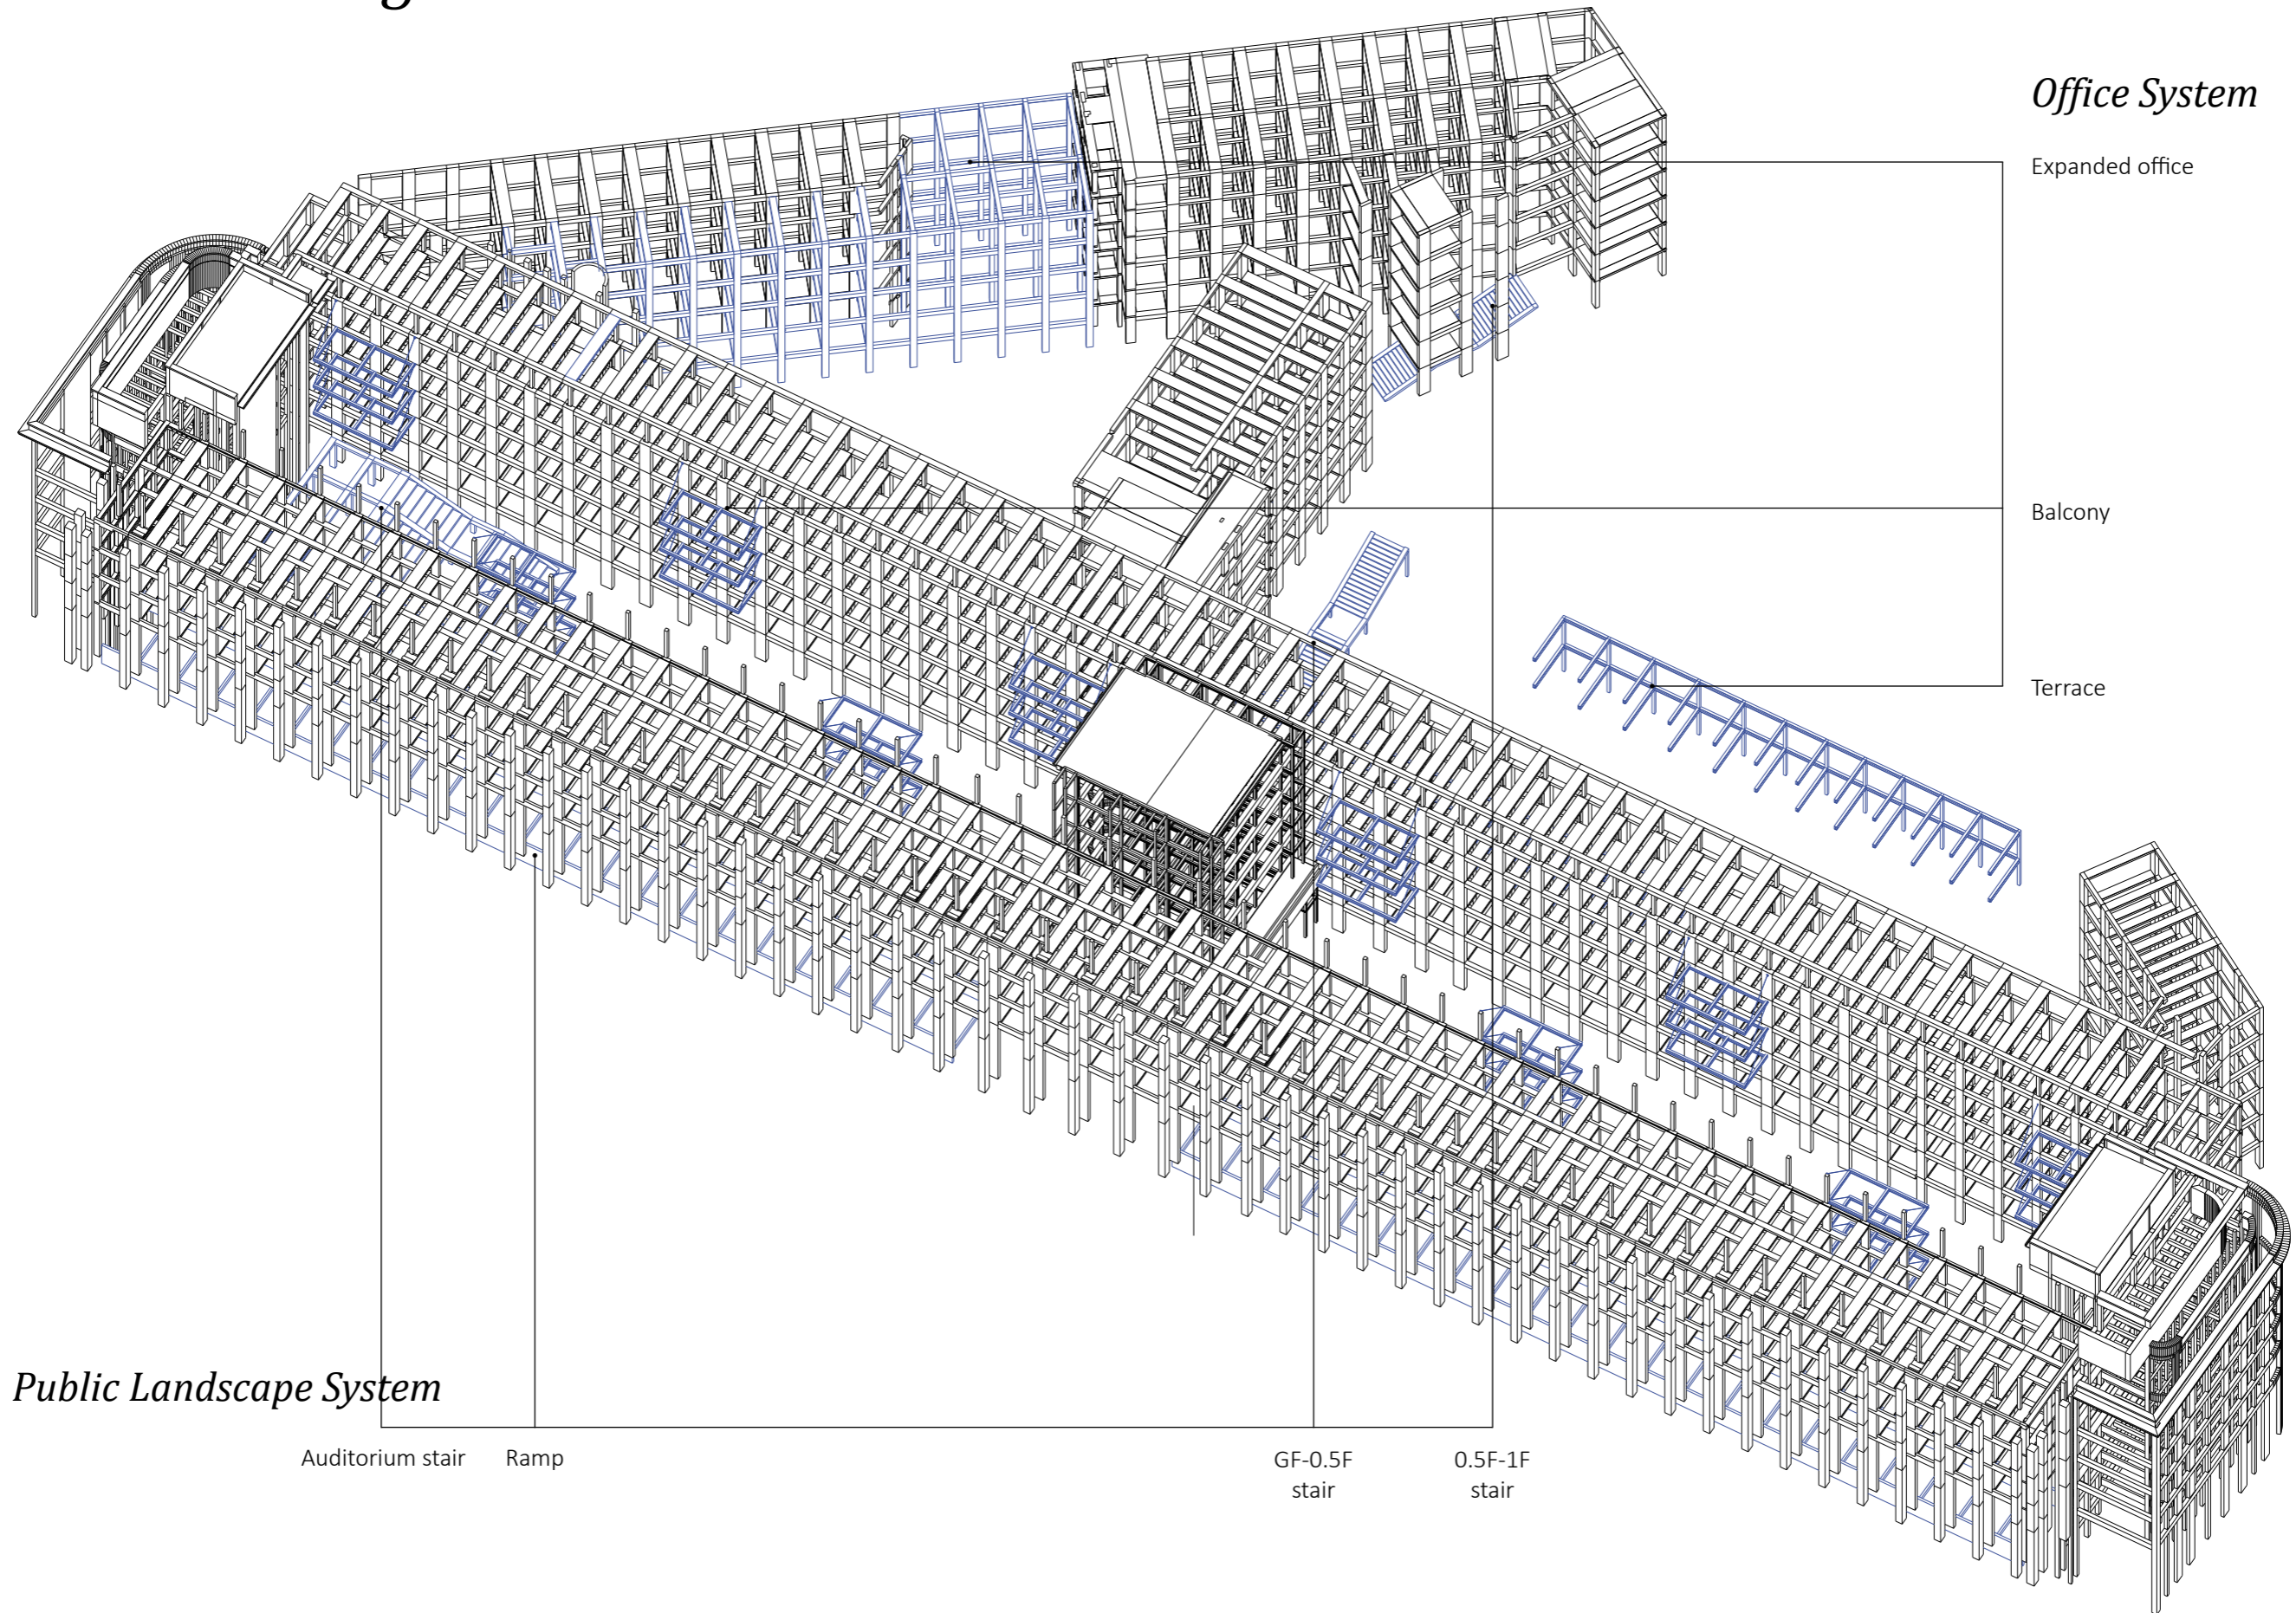 Office System
Expanded office
Balcony
Terrace
Public Landscape System
Auditorium stair
Ramp
GF-0.5F
stair
0.5F-1F
stair